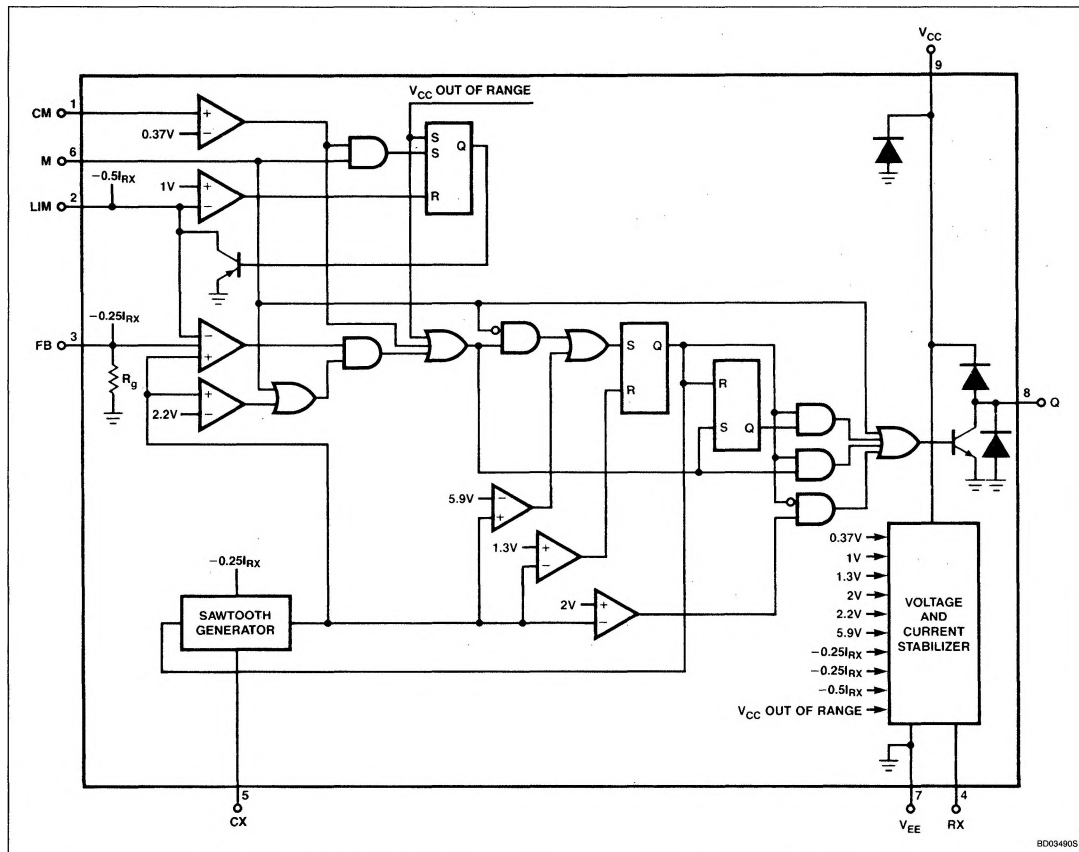 VCC
9
VCC OUT OF RANGE
1
CM
0.37V
6
M
-0.5IRX
2
LIM
1V
S
S
Q
R
-0.25IRX
3
FB
Rg
2.2V
S
Q
R
R
S
Q
8
Q
5.9V
1.3V
2V
-0.25IRX
SAWTOOTH
GENERATOR
0.37V
1V
1.3V
2V
2.2V
5.9V
-0.25IRX
-0.25IRX
-0.5IRX
VCC OUT OF RANGE
VOLTAGE
AND
CURRENT
STABILIZER
5
CX
7
VEE
4
RX
BD03490S